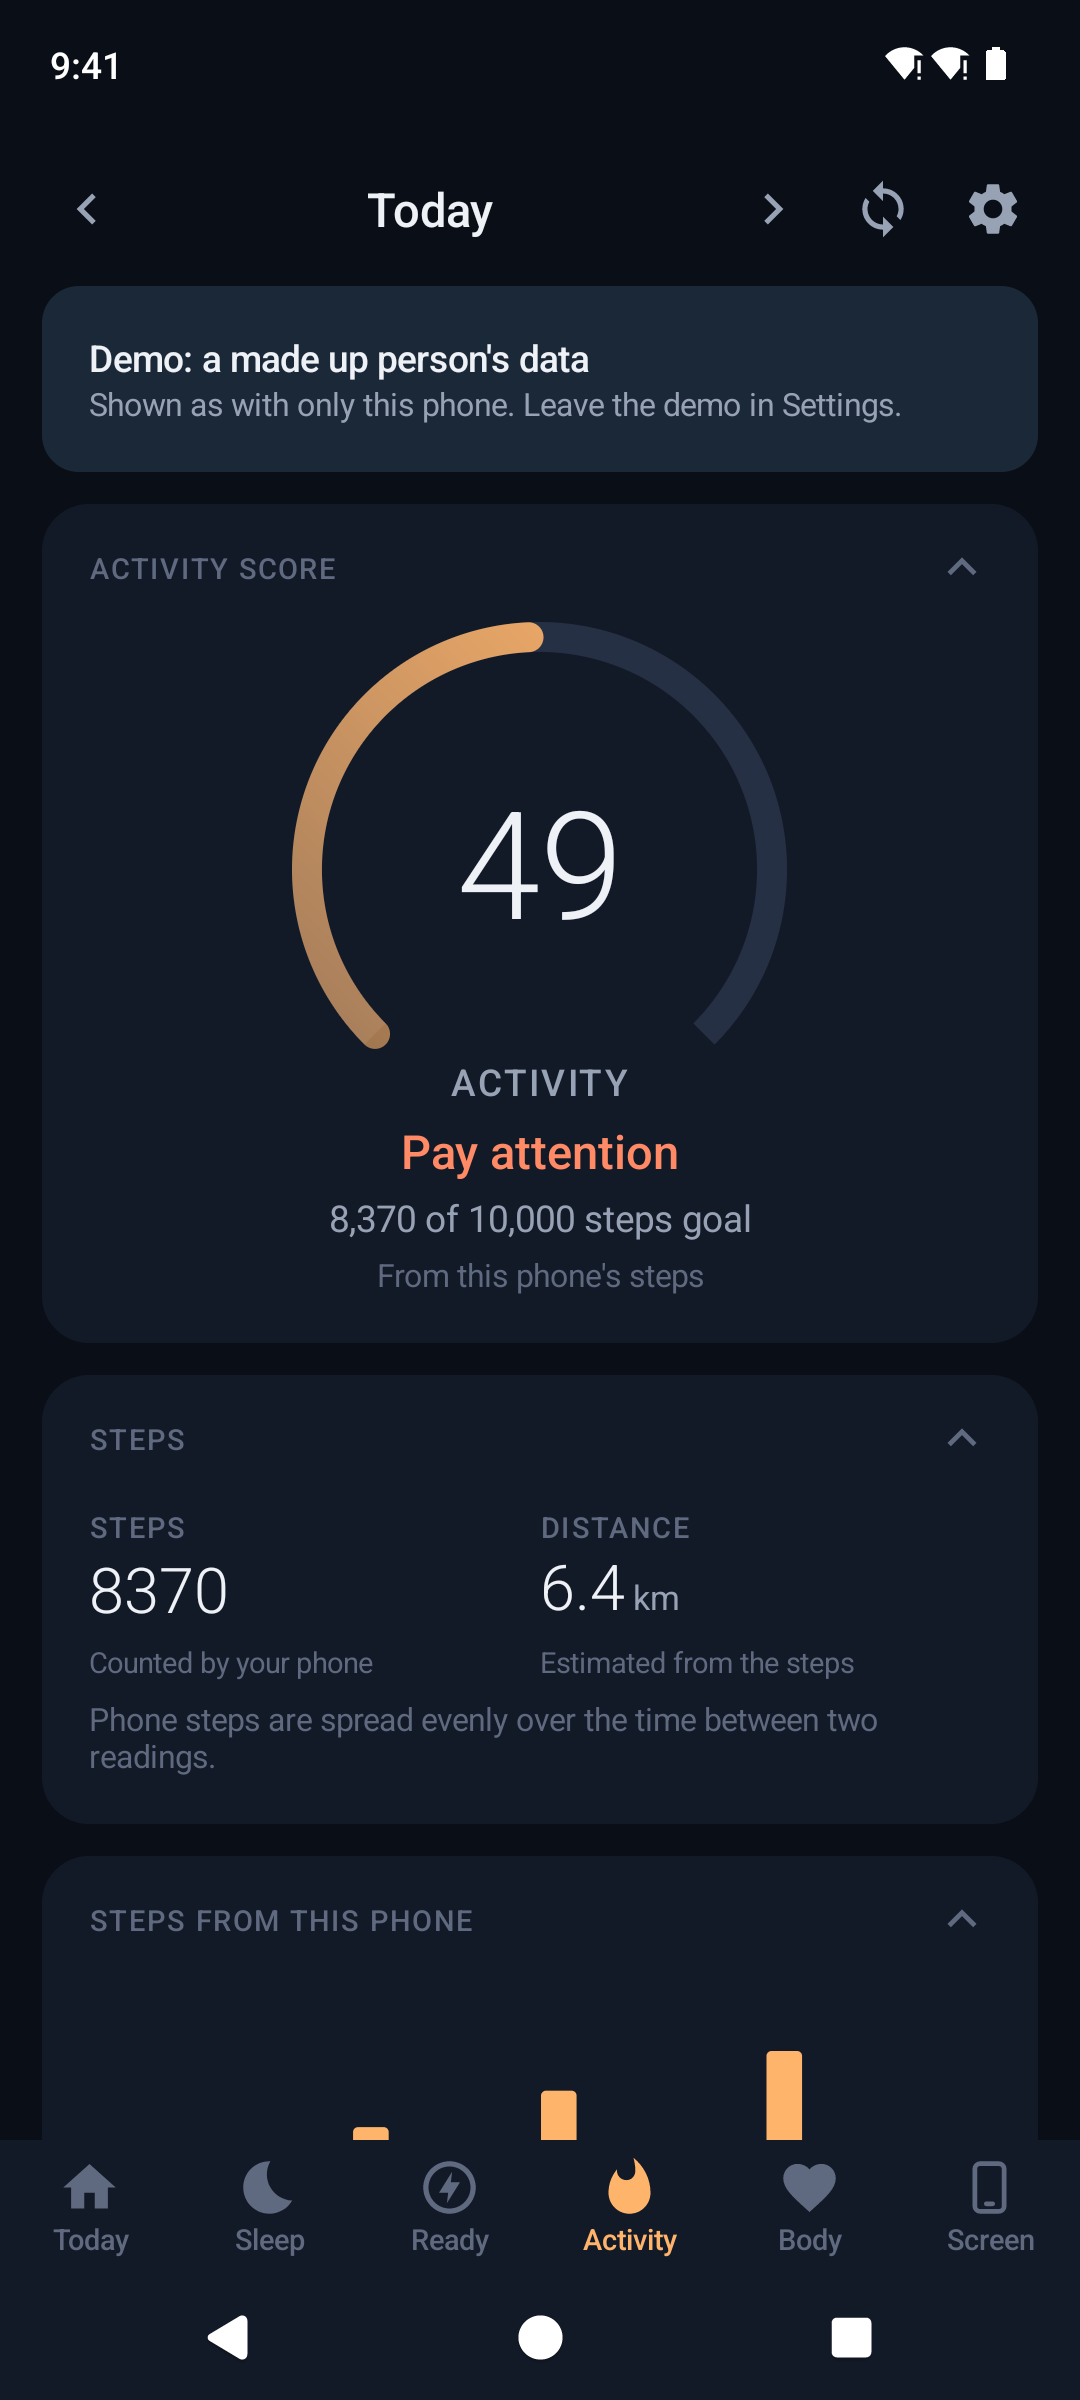 9:41
Today
Demo: a made up person's data
Shown as with only this phone. Leave the demo in Settings.
ACTIVITY SCORE
49
ACTIVITY
Pay attention
8,370 of 10,000 steps goal
From this phone's steps
STEPS
STEPS
DISTANCE
8370
6.4 km
Counted by your phone
Estimated from the steps
Phone steps are spread evenly over the time between two
readings.
STEPS FROM THIS PHONE
Today
Sleep
Ready
Activity
Body
Screen